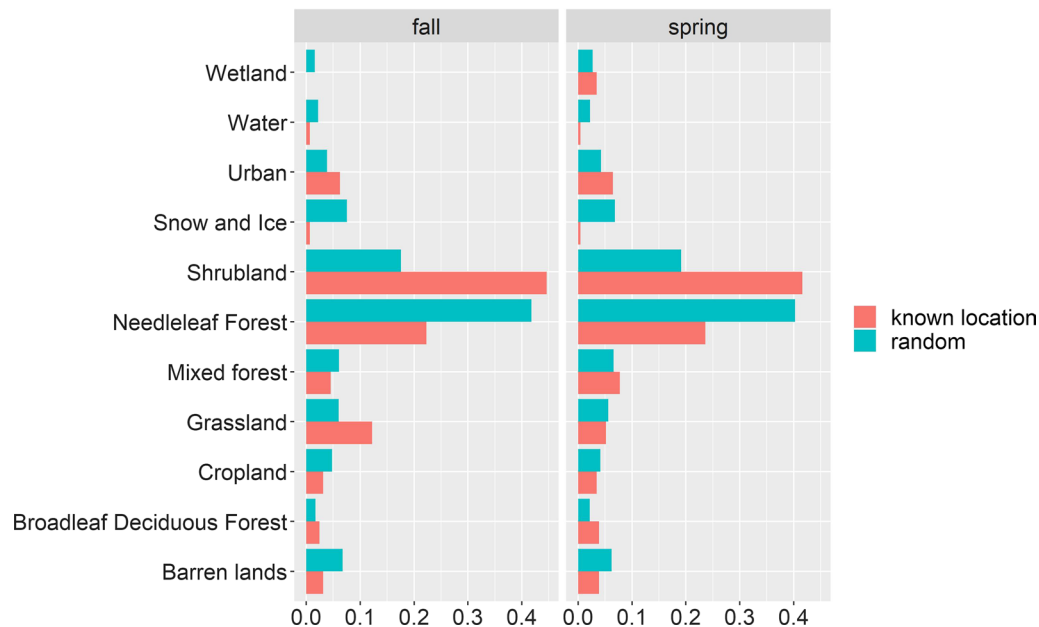 fall
spring
Wetland
Water
Urban
Snow and Ice
Shrubland
Needleleaf Forest
Mixed forest
Grassland
Cropland
Broadleaf Deciduous Forest
Barren lands
0.0 0.1 0.2 0.3 0.4
0.0 0.1 0.2 0.3 0.4
known location
random